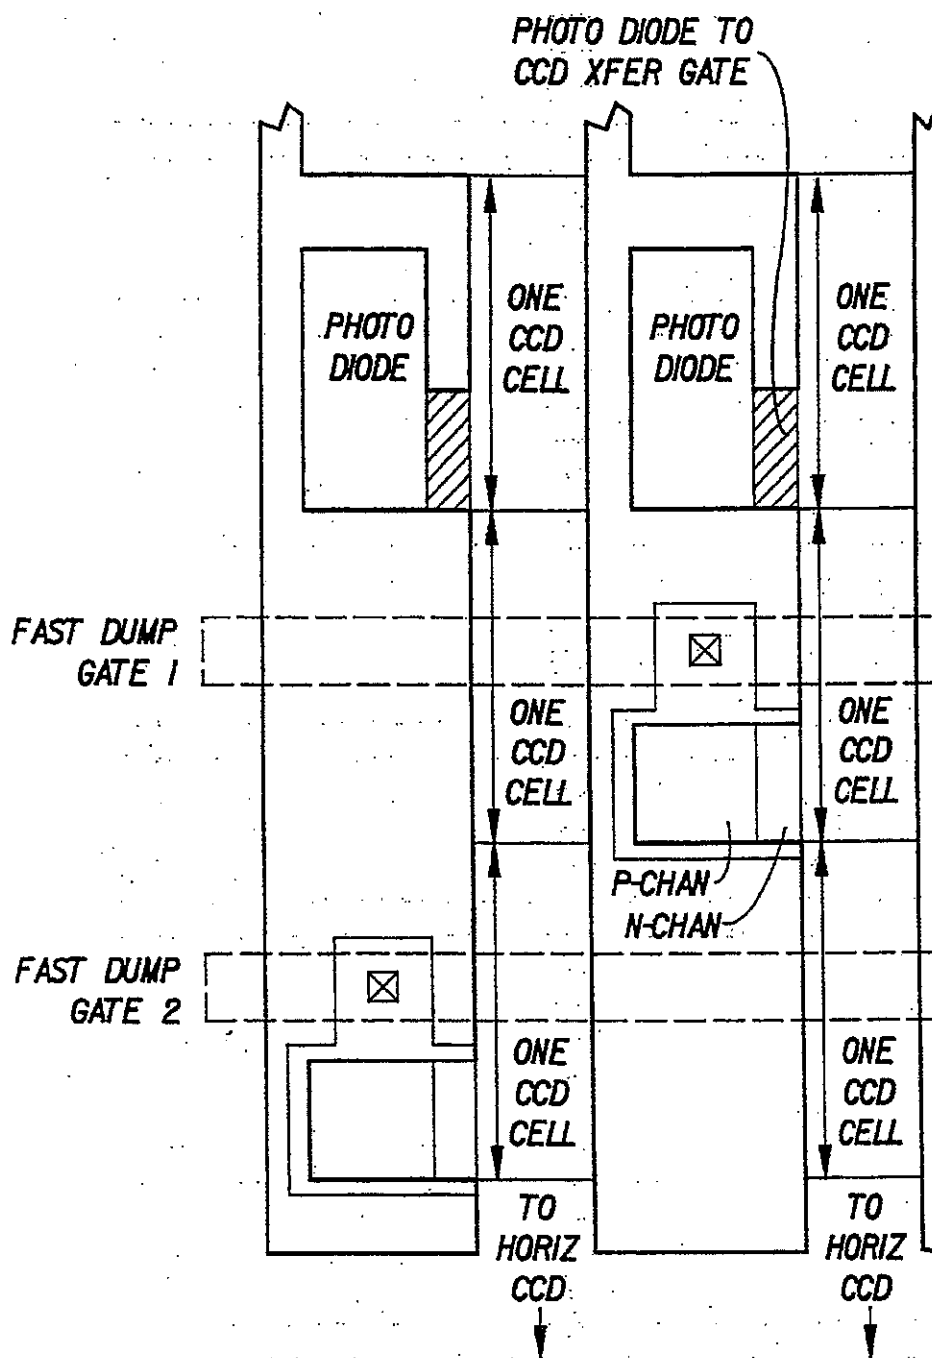 PHOTO DIODE TO
CCD XFER GATE
PHOTO
DIODE
ONE
CCD
CELL
PHOTO
DIODE
ONE
CCD
CELL
FAST DUMP
GATE 1
ONE
CCD
CELL
ONE
CCD
CELL
P-CHAN
N-CHAN
FAST DUMP
GATE 2
ONE
CCD
CELL
ONE
CCD
CELL
TO
HORIZ
CCD
TO
HORIZ
CCD